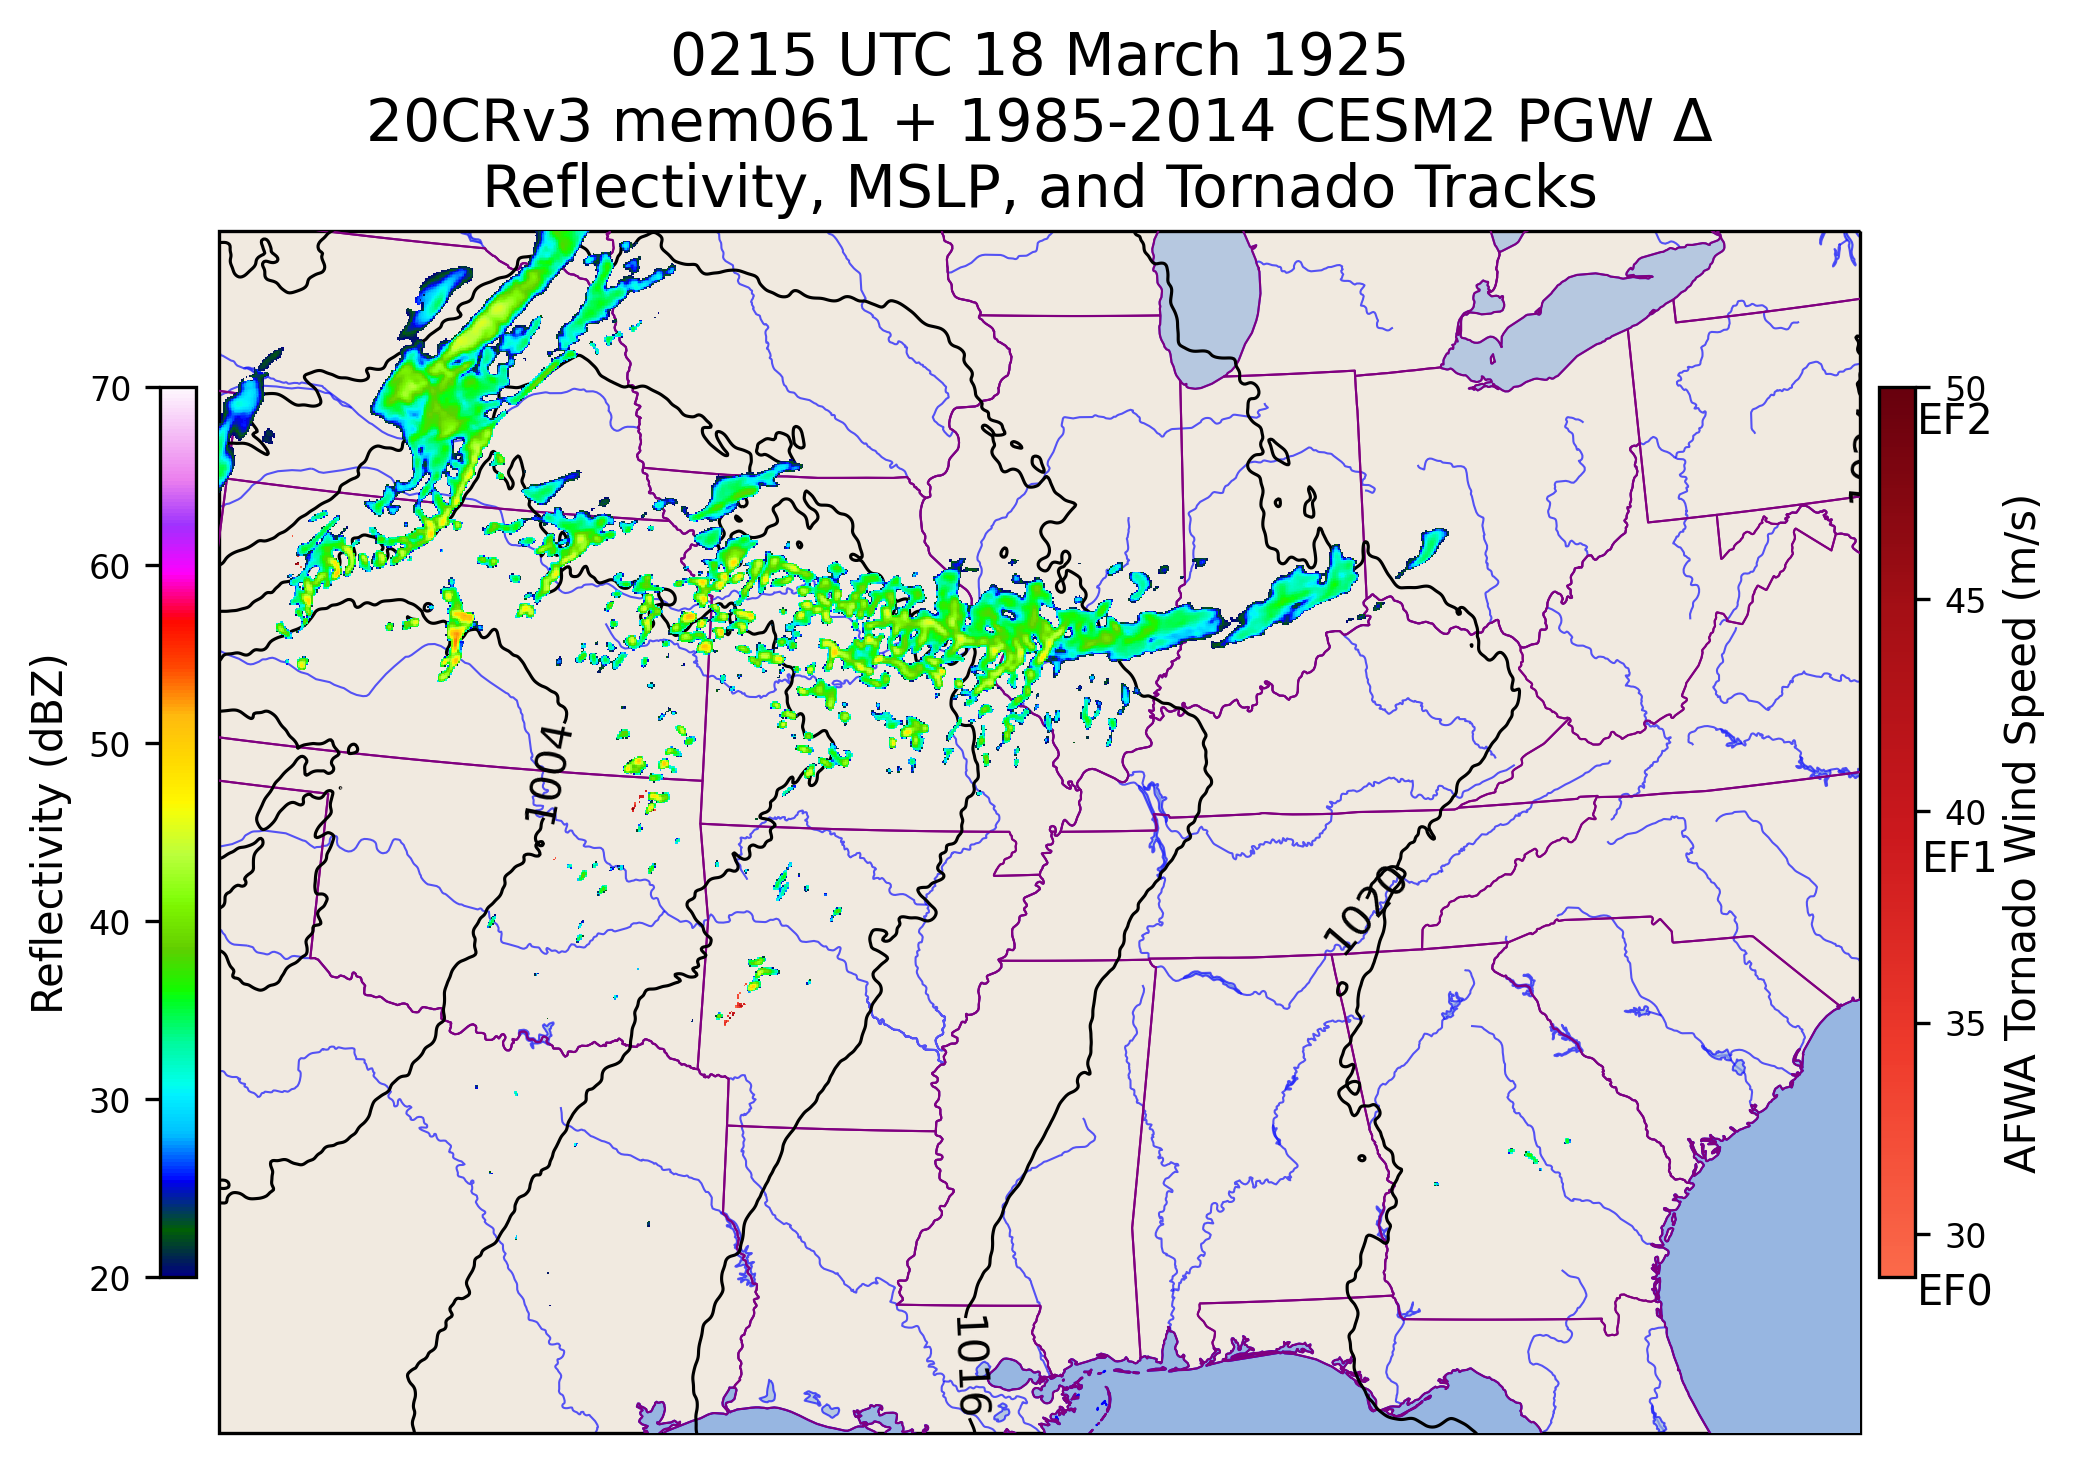 0215 UTC 18 March 1925
20CRv3 mem061 + 1985-2014 CESM2 PGW Δ
Reflectivity, MSLP, and Tornado Tracks
70
60
50
40
30
20
Reflectivity (dBZ)
1004
1020
1016
50
EF2
45
40
EF1
35
30
EF0
AFWA Tornado Wind Speed (m/s)